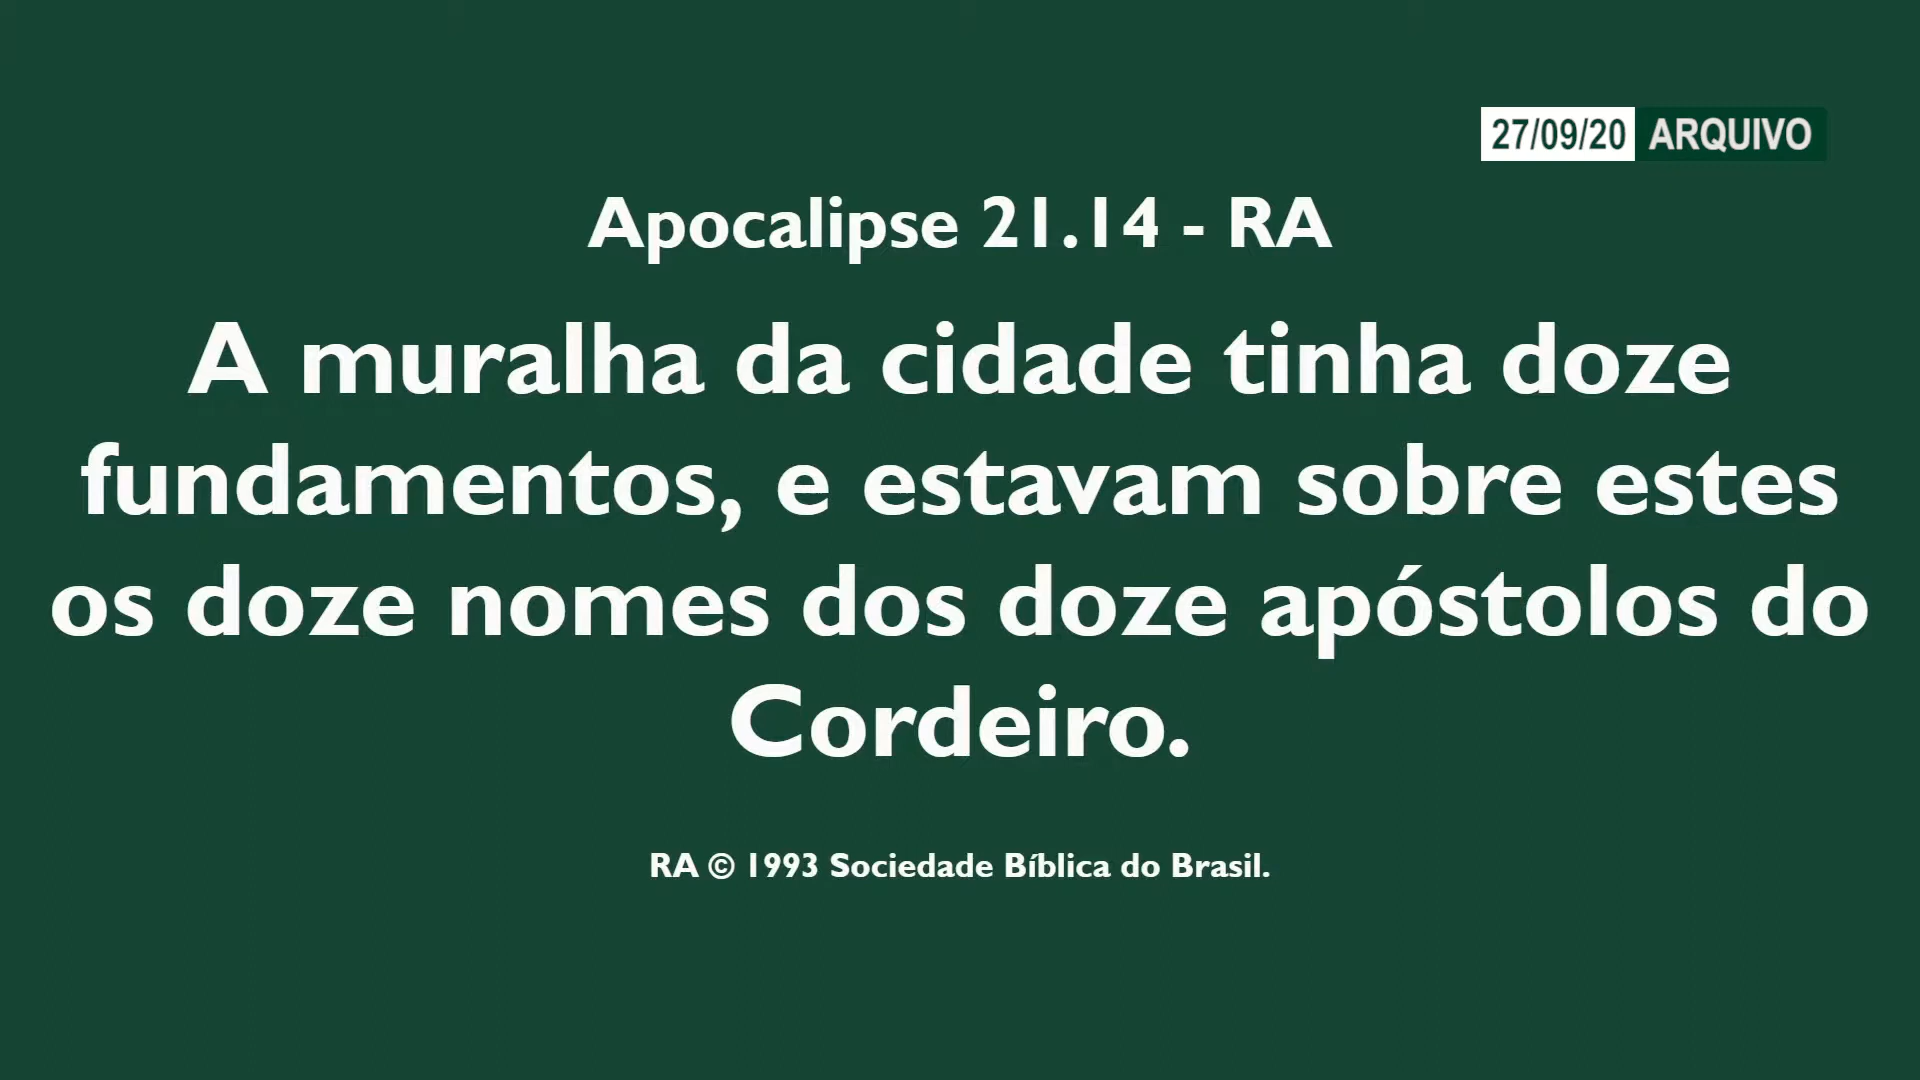 27/09/20 ARQUIVO
Apocalipse 21.14 - RA
A muralha da cidade tinha doze
fundamentos, e estavam sobre estes
os doze nomes dos doze apóstolos do
Cordeiro.
RA © 1993 Sociedade Bíblica do Brasil.